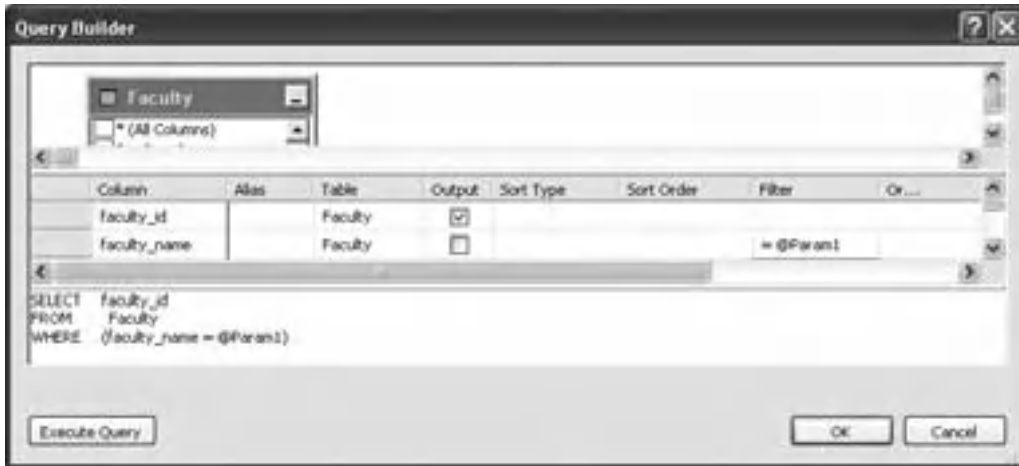 Query Builder
Faculty
* (All Columns)
Column Alias Table Output Sort Type Sort Order Filter Or....
faculty_id Faculty
faculty_name Faculty = @Param1
SELECT faculty_id
FROM Faculty
WHERE (faculty_name = @Param1)
Execute Query OK Cancel